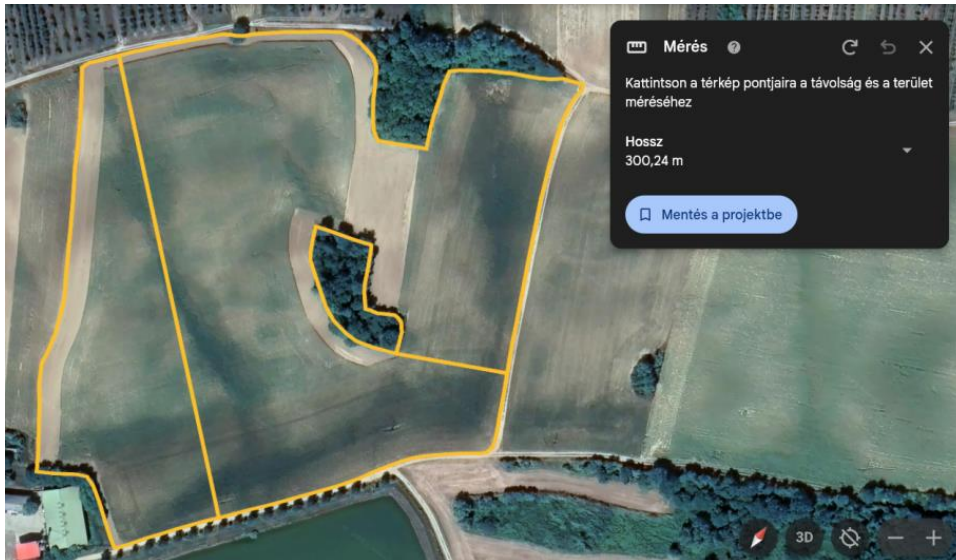 Mérés
Kattintson a térkép pontjaira a távolság és a terület
méréséhez
Hossz
300,24 m
Mentés a projektbe
3D